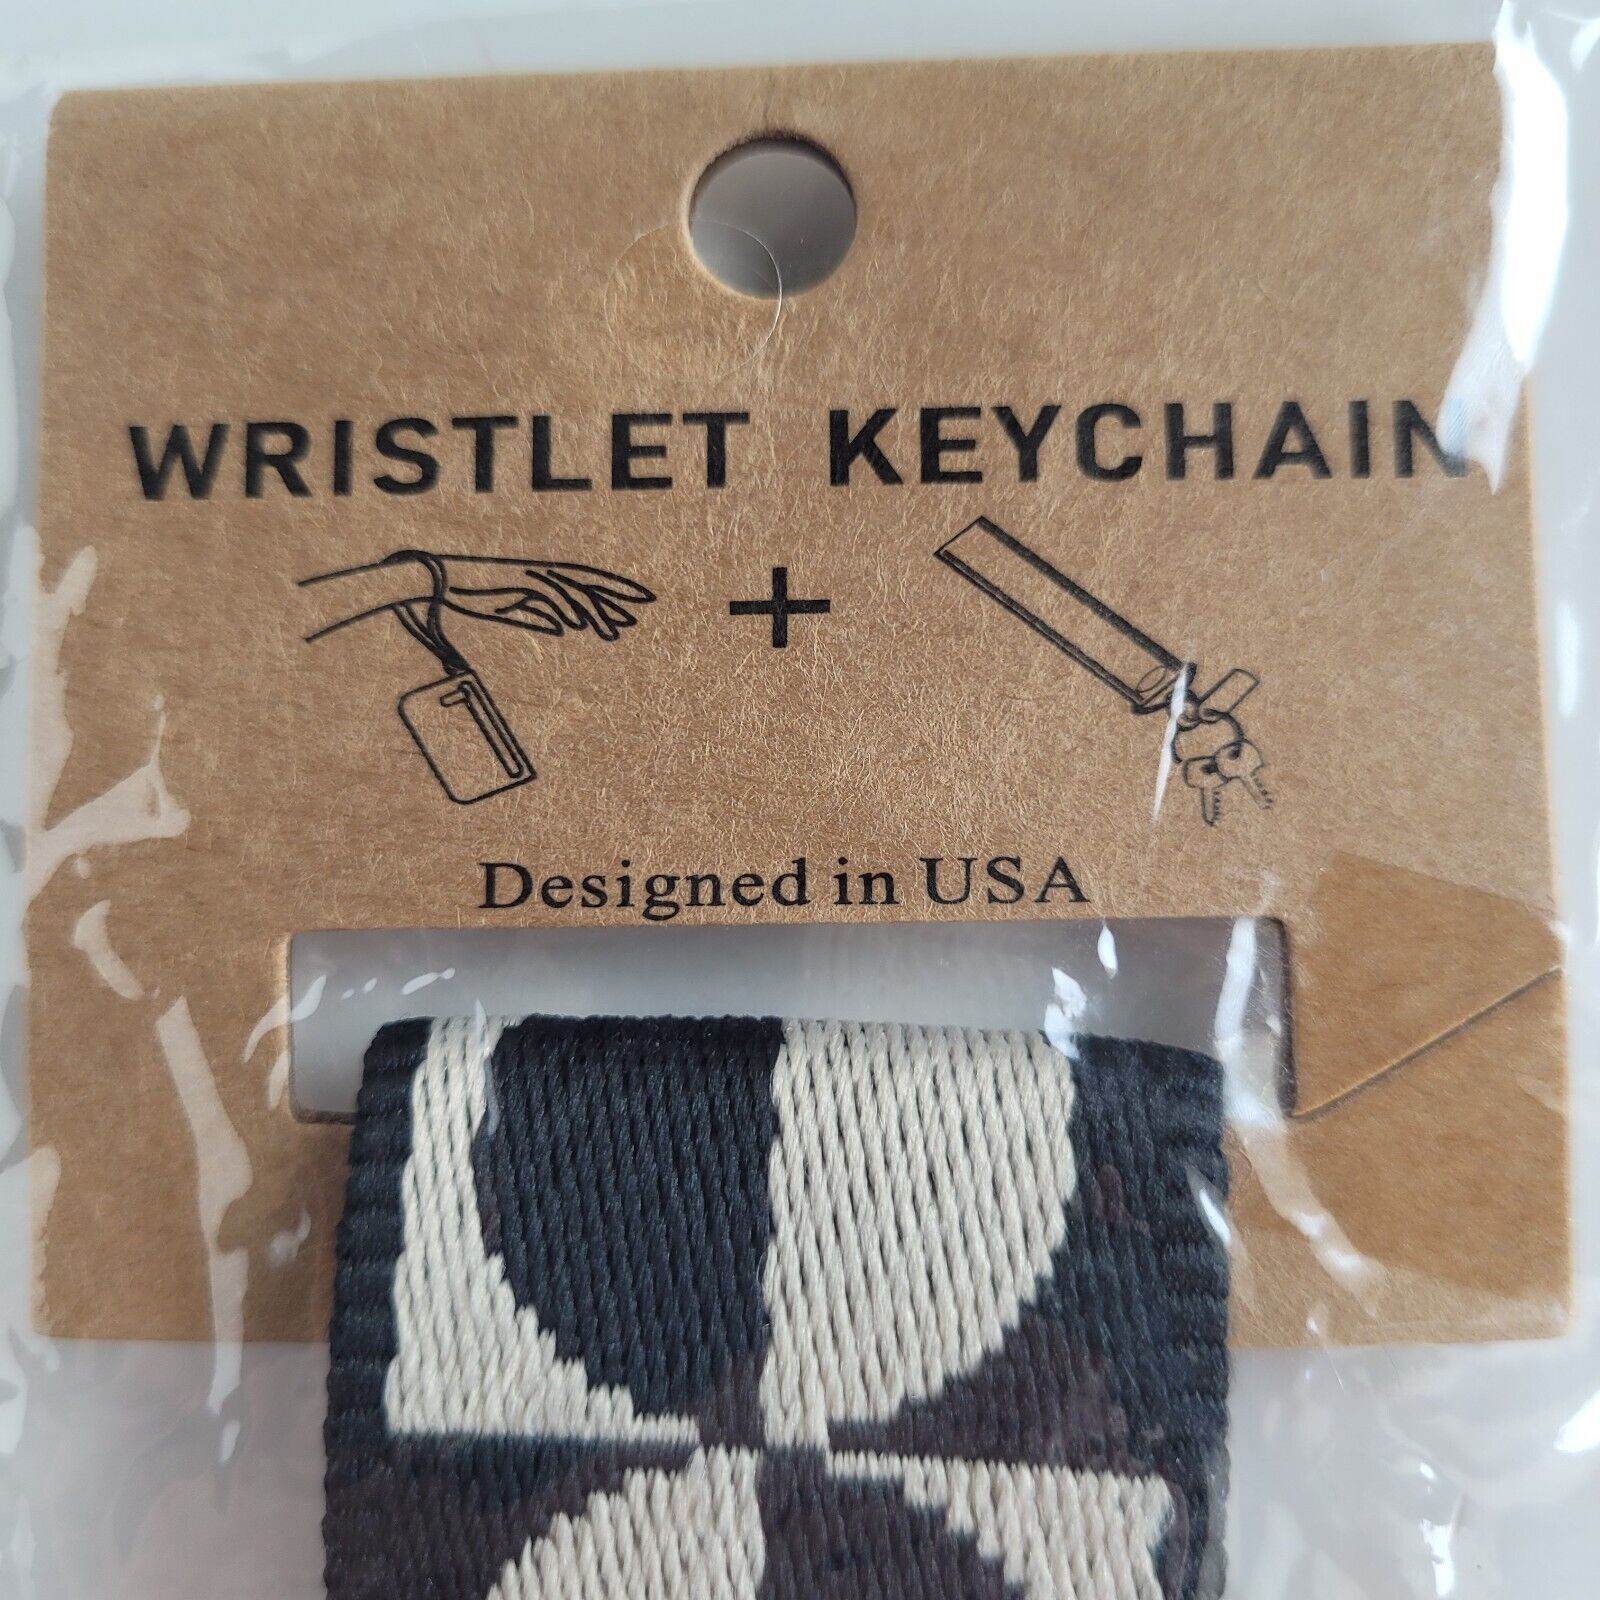 WRISTLET KEYCHAIN
+
Designed in USA